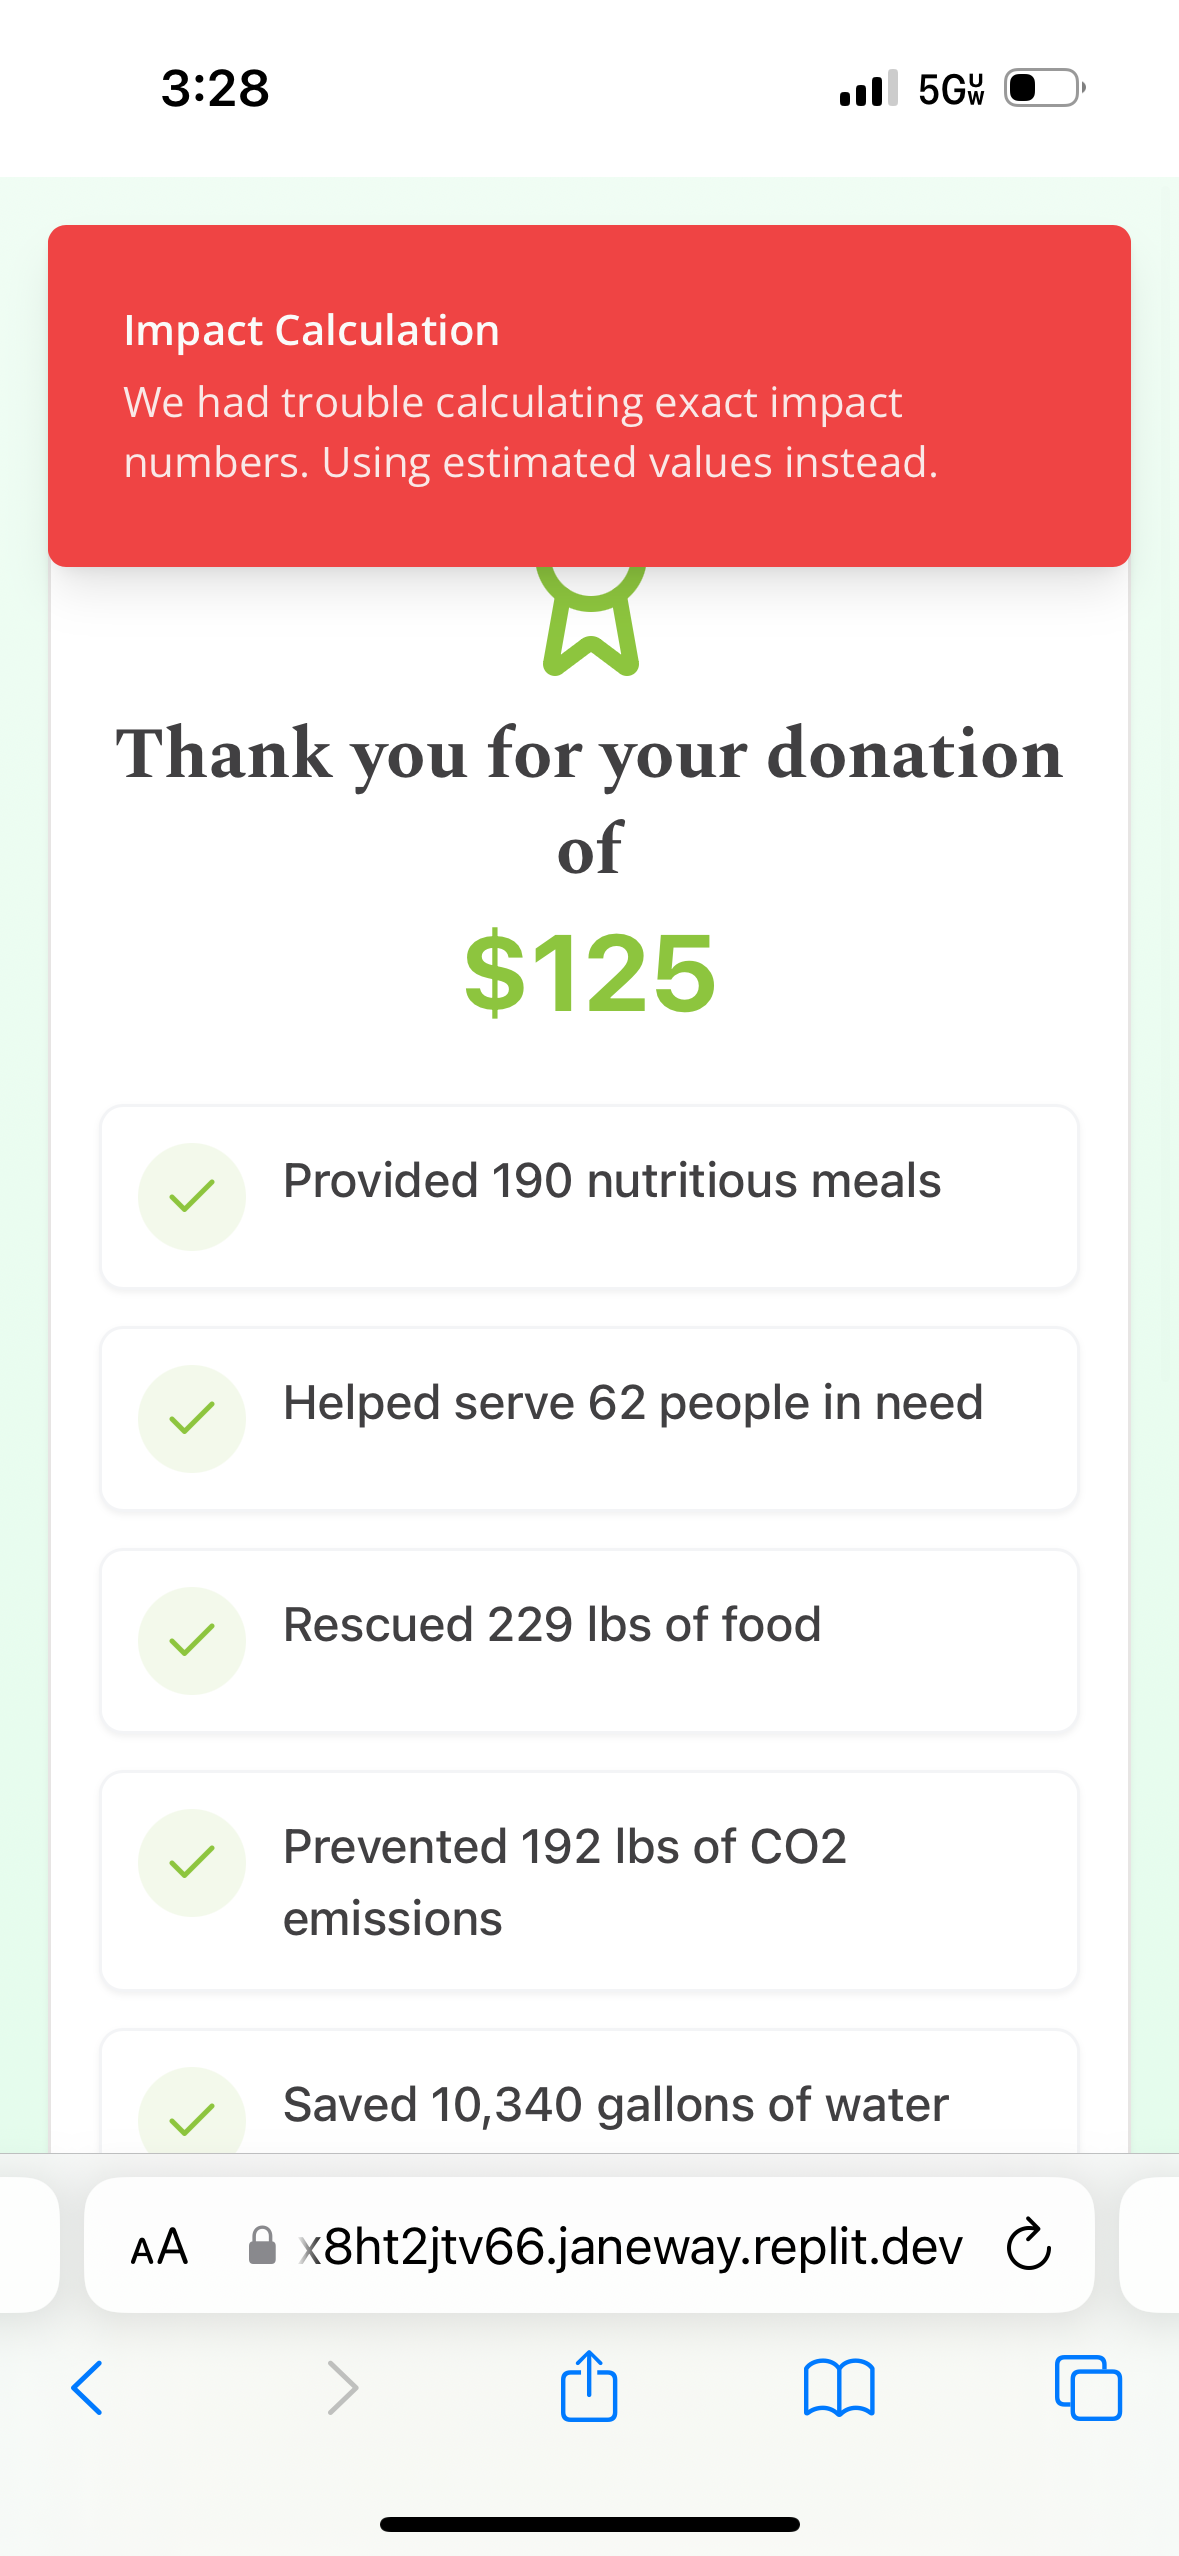 3:28
5G UW
Impact Calculation
We had trouble calculating exact impact
numbers. Using estimated values instead.
Thank you for your donation
of
$125
Provided 190 nutritious meals
Helped serve 62 people in need
Rescued 229 lbs of food
Prevented 192 lbs of CO2
emissions
Saved 10,340 gallons of water
AA x8ht2jtv66.janeway.replit.dev